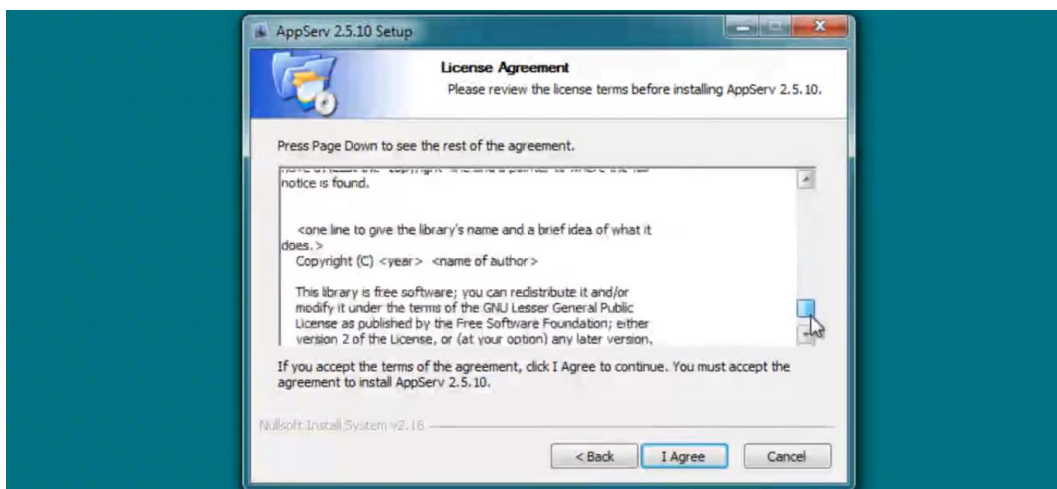 AppServ 2.5.10 Setup
License Agreement
Please review the license terms before installing AppServ 2.5.10.
Press Page Down to see the rest of the agreement.
notice is found.
<one line to give the library's name and a brief idea of what it
does.>
Copyright (C) <year> <name of author>
This library is free software; you can redistribute it and/or
modify it under the terms of the GNU Lesser General Public
License as published by the Free Software Foundation; either
version 2 of the License, or (at your option) any later version.
If you accept the terms of the agreement, click I Agree to continue. You must accept the
agreement to install AppServ 2.5.10.
Nullsoft Install System v2.16
< Back
I Agree
Cancel